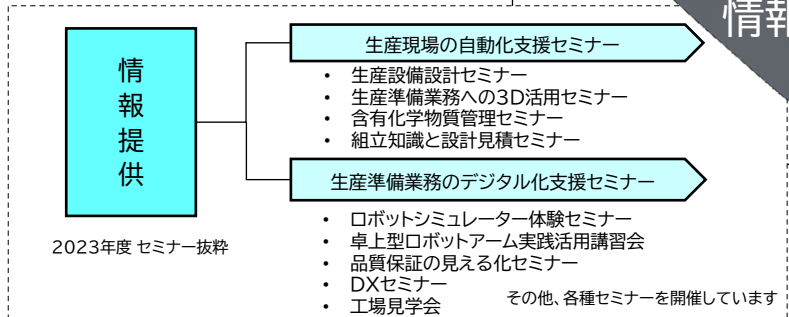 情報
情報提供
2023年度 セミナー抜粋
生産現場の自動化支援セミナー
・ 生産設備設計セミナー
・ 生産準備業務への3D活用セミナー
・ 含有化学物質管理セミナー
・ 組立知識と設計見積セミナー
生産準備業務のデジタル化支援セミナー
・ ロボットシミュレーター体験セミナー
・ 卓上型ロボットアーム実践活用講習会
・ 品質保証の見える化セミナー
・ DXセミナー
・ 工場見学会
その他、各種セミナーを開催しています